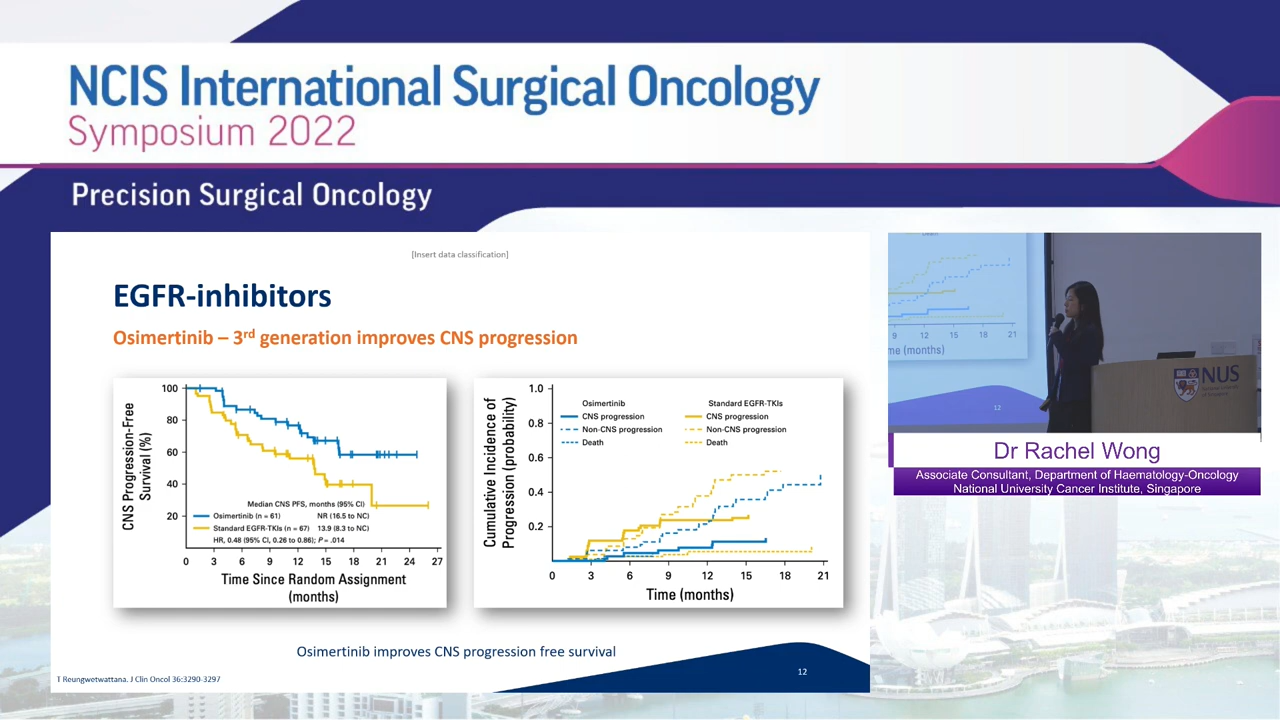 NCIS International Surgical Oncology
Symposium 2022
Precision Surgical Oncology
[Insert data classification]
EGFR-inhibitors
Osimertinib – 3rd generation improves CNS progression
CNS Progression-Free
Survival (%)
100
80
60
40
20
Median CNS PFS, months (95% CI)
Osimertinib (n = 61) NR (16.5 to NC)
Standard EGFR-TKIs (n = 67) 13.9 (8.3 to NC)
HR, 0.48 (95% CI, 0.26 to 0.86); P = .014
0 3 6 9 12 15 18 21 24 27
Time Since Random Assignment
(months)
Cumulative Incidence of
Progression (probability)
1.0
0.8
0.6
0.4
0.2
Osimertinib Standard EGFR-TKIs
CNS progression CNS progression
Non-CNS progression Non-CNS progression
Death Death
0 3 6 9 12 15 18 21
Time (months)
Osimertinib improves CNS progression free survival
T Reungwetwattana. J Clin Oncol 36:3290-3297
12
Death
9 12 15 18 21
me (months)
12
NUS
Dr Rachel Wong
Associate Consultant, Department of Haematology-Oncology
National University Cancer Institute, Singapore